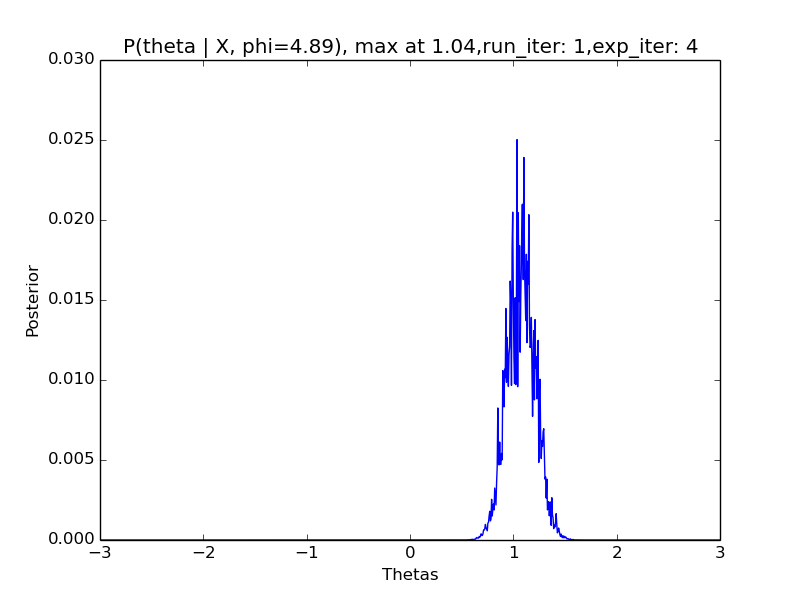 P(theta | X, phi=4.89), max at 1.04,run_iter: 1,exp_iter: 4
0.030
0.025
0.020
0.015
0.010
0.005
0.000
Posterior
−3 −2 −1 0 1 2 3
Thetas